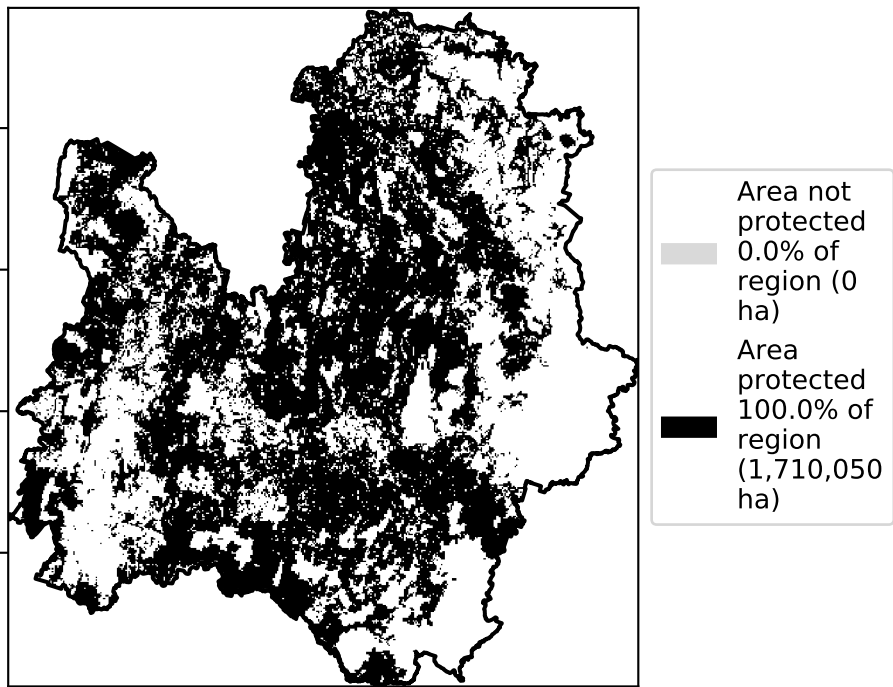 Area not
protected
0.0% of
region (0
ha)
Area
protected
100.0% of
region
(1,710,050
ha)